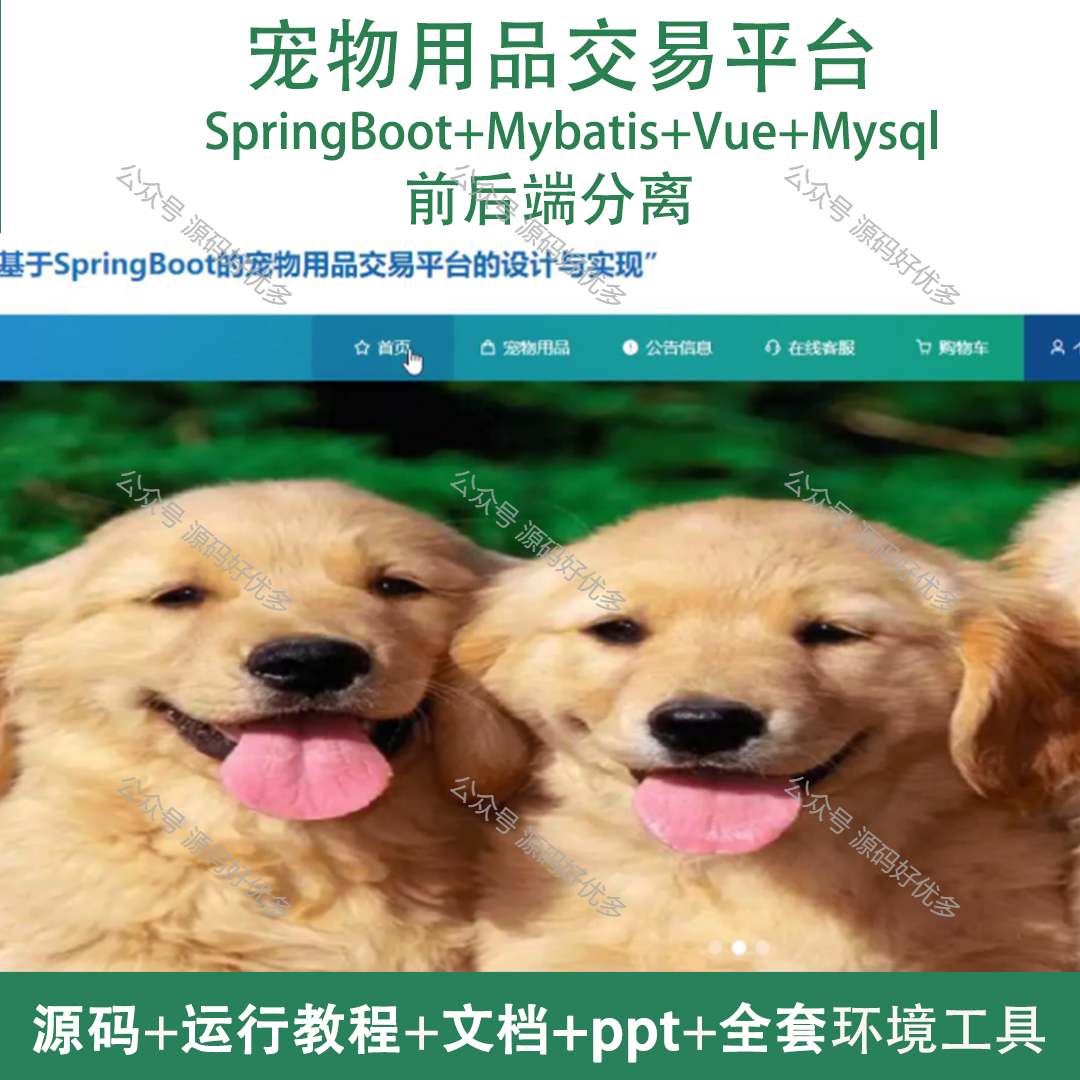 宠物用品交易平台
SpringBoot+Mybatis+Vue+Mysql
前后端分离
公众号 源码好优多
公众号 源码好优多
公众号 源码好优多
基于SpringBoot的宠物用品交易平台的设计与实现”
首页 宠物用品 公告信息 在线客服 购物车
公众号 源码好优多
公众号 源码好优多
公众号 源码好优多
公众号 源码好优多
公众号 源码好优多
公众号 源码好优多
源码+运行教程+文档+ppt+全套环境工具